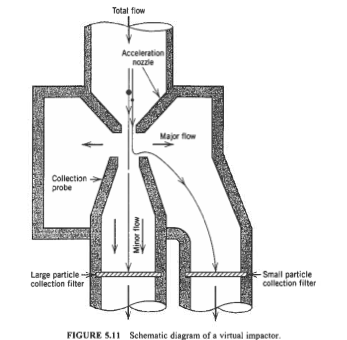 Total flow
Acceleration
nozzle
Major flow
Collection
probe
Minor flow
Large particle
collection filter
Small particle
collection filter
FIGURE 5.11 Schematic diagram of a virtual impactor.